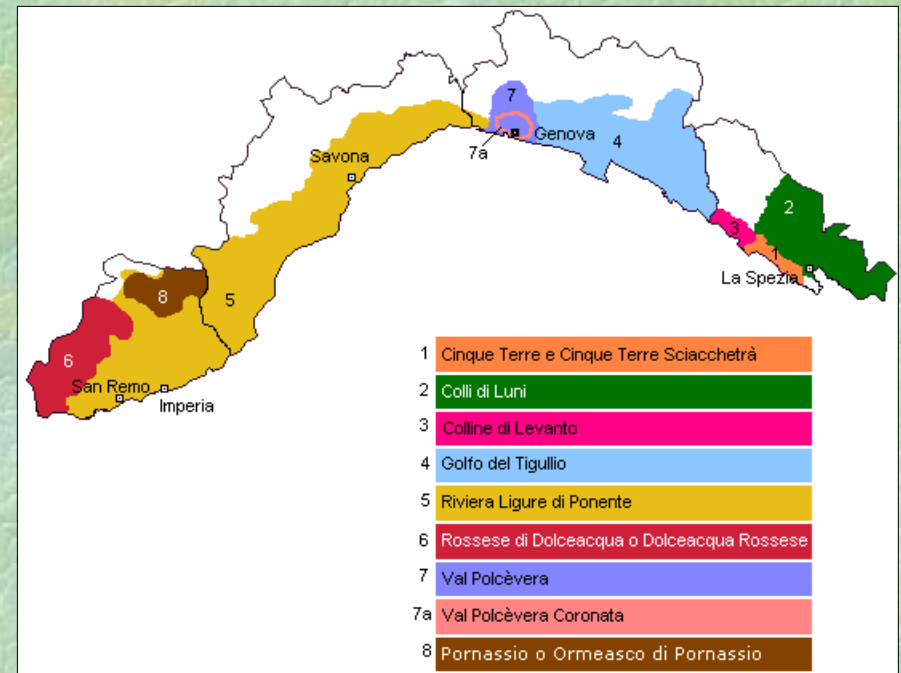 7
Genova
4
7a
Savona
2
3
1
La Spezia
8
5
6
San Remo
Imperia
1 Cinque Terre e Cinque Terre Sciacchetrà
2 Colli di Luni
3 Colline di Levanto
4 Golfo del Tigullio
5 Riviera Ligure di Ponente
6 Rossese di Dolceacqua o Dolceacqua Rossese
7 Val Polcèvera
7a Val Polcèvera Coronata
8 Pornassio o Ormeasco di Pornassio